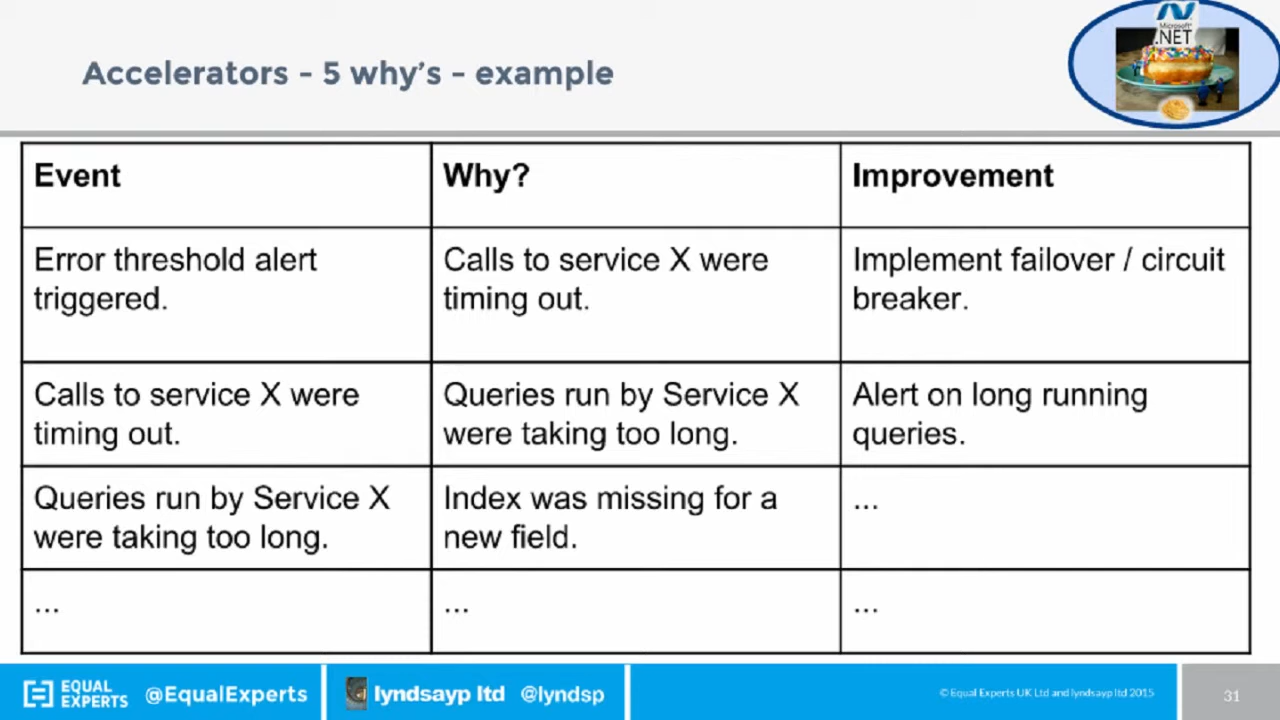 Microsoft®
.NET
Accelerators - 5 why's - example
Event
Why?
Improvement
Error threshold alert
triggered.
Calls to service X were
timing out.
Implement failover / circuit
breaker.
Calls to service X were
timing out.
Queries run by Service X
were taking too long.
Alert on long running
queries.
Queries run by Service X
were taking too long.
Index was missing for a
new field.
...
...
...
...
EQUAL
EXPERTS
@EqualExperts
lyndsayp ltd @lyndsp
© Equal Experts UK Ltd and lyndsayp ltd 2015
31